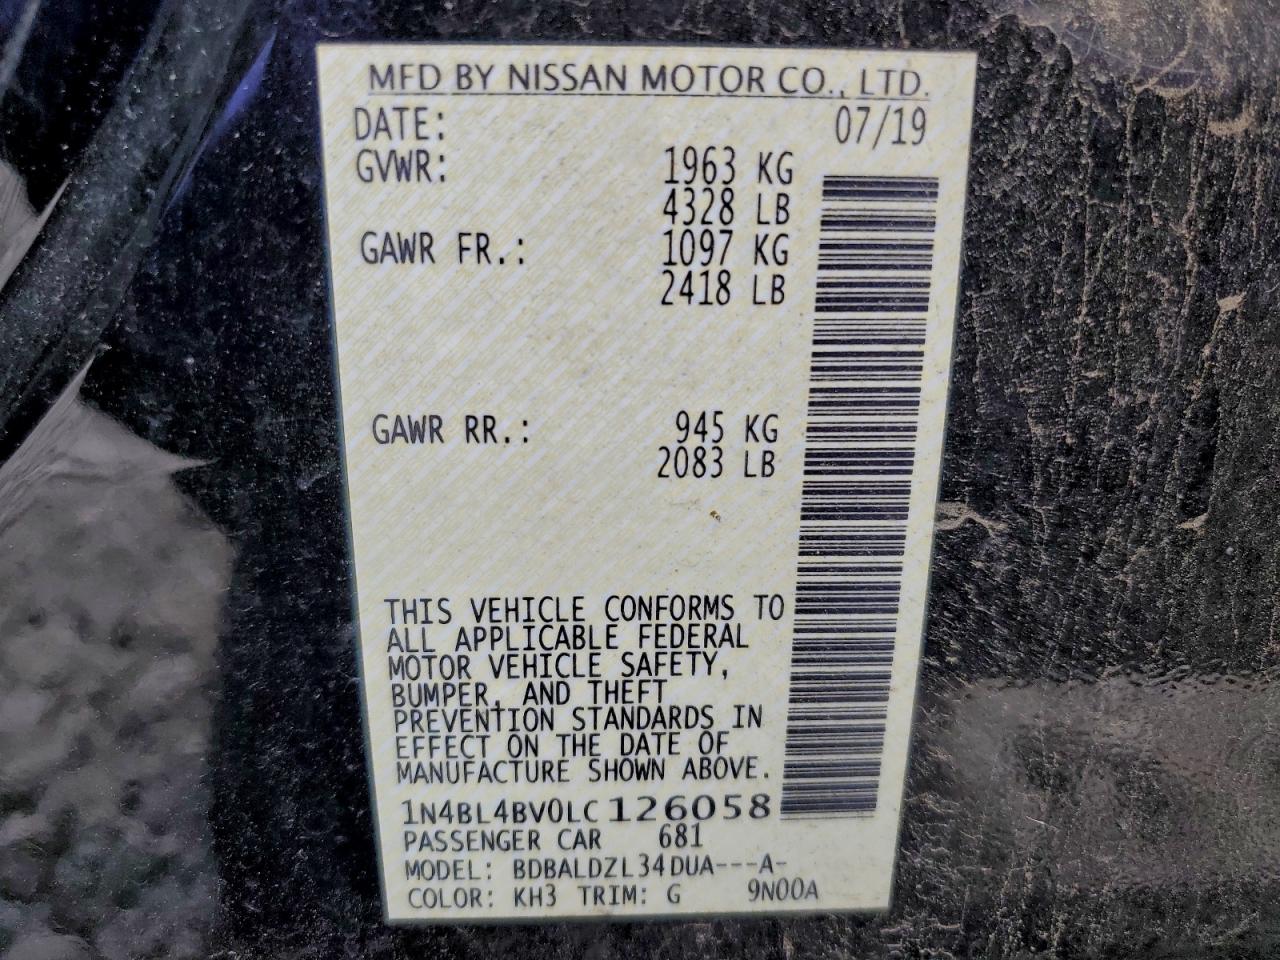 MFD BY NISSAN MOTOR CO., LTD.
DATE: 07/19
GVWR: 1963 KG
4328 LB
GAWR FR.: 1097 KG
2418 LB
GAWR RR.: 945 KG
2083 LB
THIS VEHICLE CONFORMS TO
ALL APPLICABLE FEDERAL
MOTOR VEHICLE SAFETY,
BUMPER, AND THEFT
PREVENTION STANDARDS IN
EFFECT ON THE DATE OF
MANUFACTURE SHOWN ABOVE.
1N4BL4BV0LC126058
PASSENGER CAR 681
MODEL: BDBALDZL34DUA---A-
COLOR: KH3 TRIM: G 9N00A